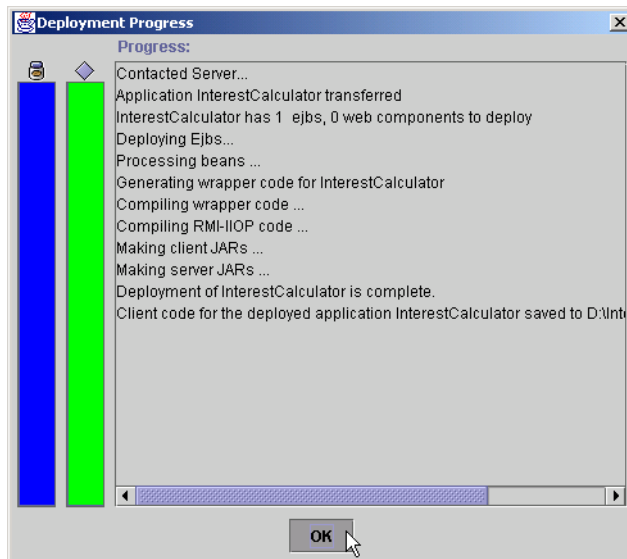 Deployment Progress
Progress:
Contacted Server...
Application InterestCalculator transferred
InterestCalculator has 1 ejbs, 0 web components to deploy
Deploying Ejbs...
Processing beans ...
Generating wrapper code for InterestCalculator
Compiling wrapper code ...
Compiling RMI-IIOP code ...
Making client JARs ...
Making server JARs ...
Deployment of InterestCalculator is complete.
Client code for the deployed application InterestCalculator saved to D:\Inte
OK